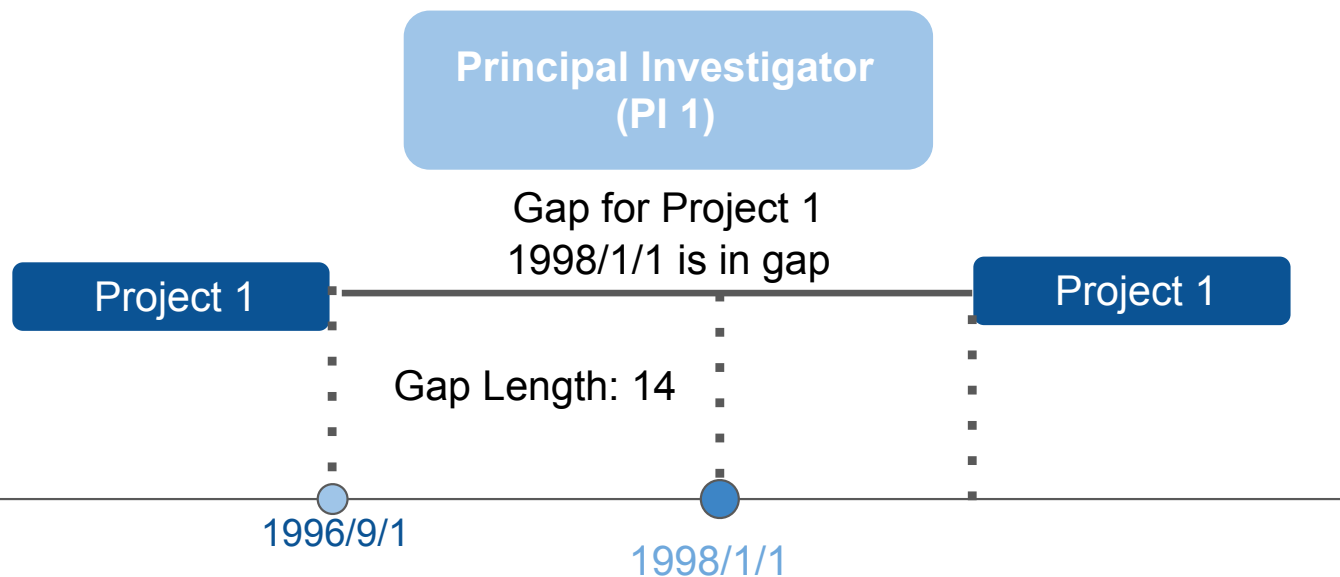 Principal Investigator
(PI 1)
Gap for Project 1
1998/1/1 is in gap
Project 1
Project 1
Gap Length: 14
1996/9/1
1998/1/1